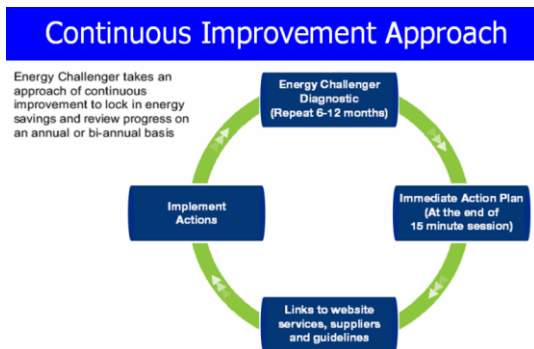 Continuous Improvement Approach
Energy Challenger takes an
approach of continuous
improvement to lock in energy
savings and review progress on
an annual or bi-annual basis
Energy Challenger
Diagnostic
(Repeat 6-12 months)
Immediate Action Plan
(At the end of
15 minute session)
Links to website
services, suppliers
and guidelines
Implement
Actions